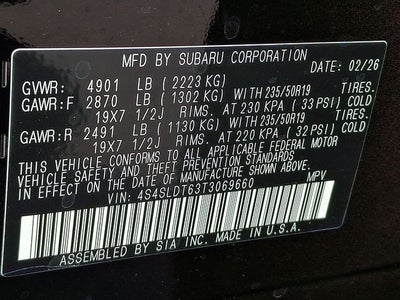 MFD BY SUBARU CORPORATION
DATE: 02/26
GVWR: 4901 LB ( 2223 KG)
GAWR:F 2870 LB ( 1302 KG) WITH 235/50R19 TIRES.
19X7 1/2J RIMS. AT 230 KPA ( 33 PSI) COLD
GAWR:R 2491 LB ( 1130 KG) WITH 235/50R19 TIRES.
19X7 1/2J RIMS. AT 220 KPA ( 32 PSI) COLD
THIS VEHICLE CONFORMS TO ALL APPLICABLE FEDERAL MOTOR
VEHICLE SAFETY AND THEFT PREVENTION STANDARDS
IN EFFECT ON THE DATE OF MANUFACTURE SHOWN ABOVE.
VIN: 4S4SLDT63T3069660 MPV
ASSEMBLED BY SIA INC. MADE IN U.S.A.